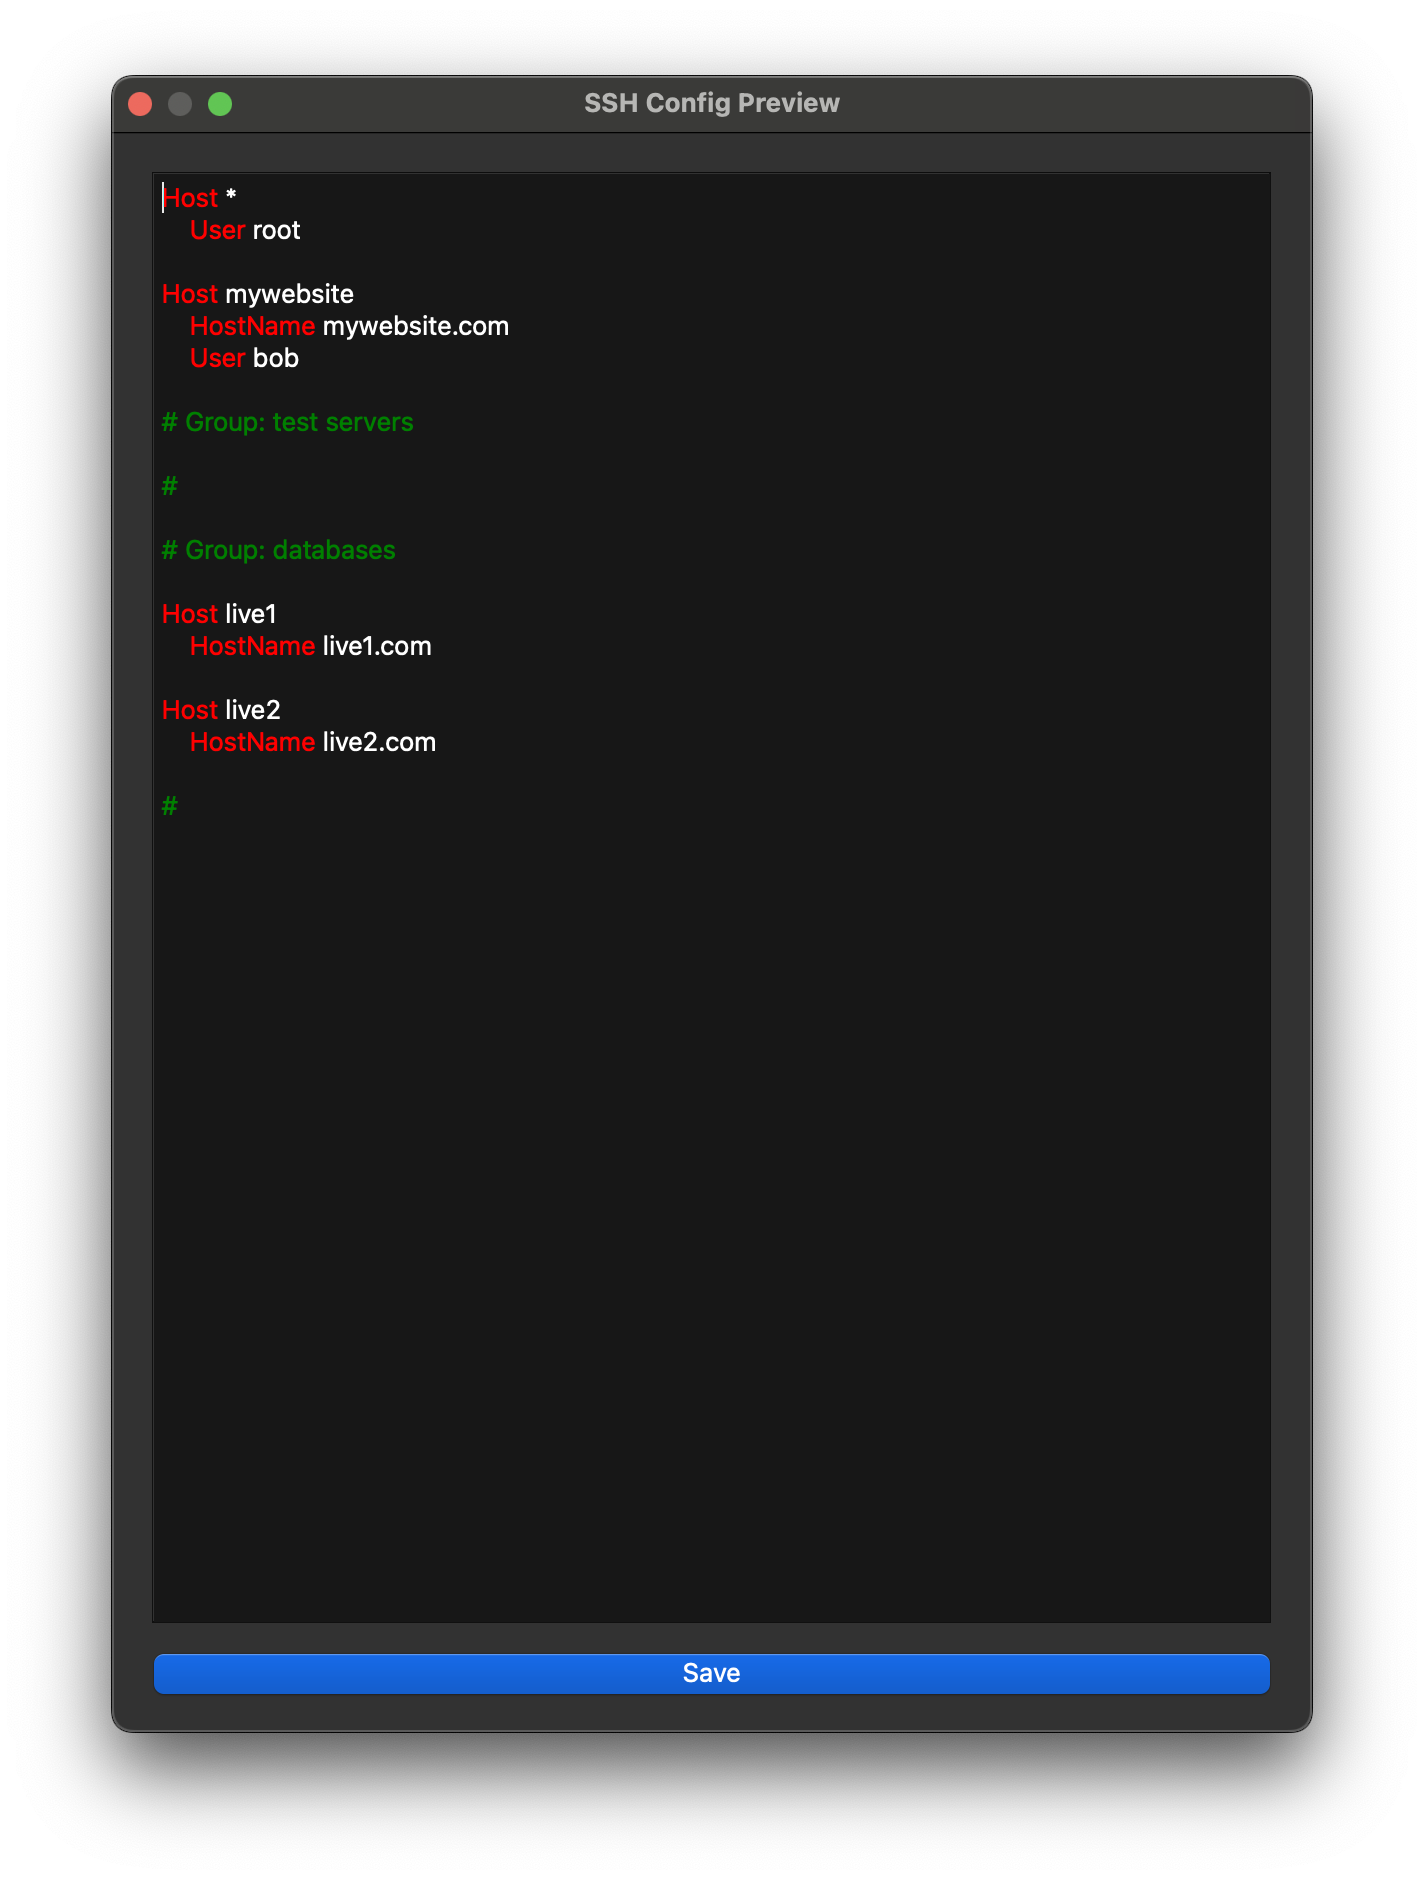 SSH Config Preview
Host *
    User root
Host mywebsite
    HostName mywebsite.com
    User bob
# Group: test servers
#
# Group: databases
Host live1
    HostName live1.com
Host live2
    HostName live2.com
#
Save